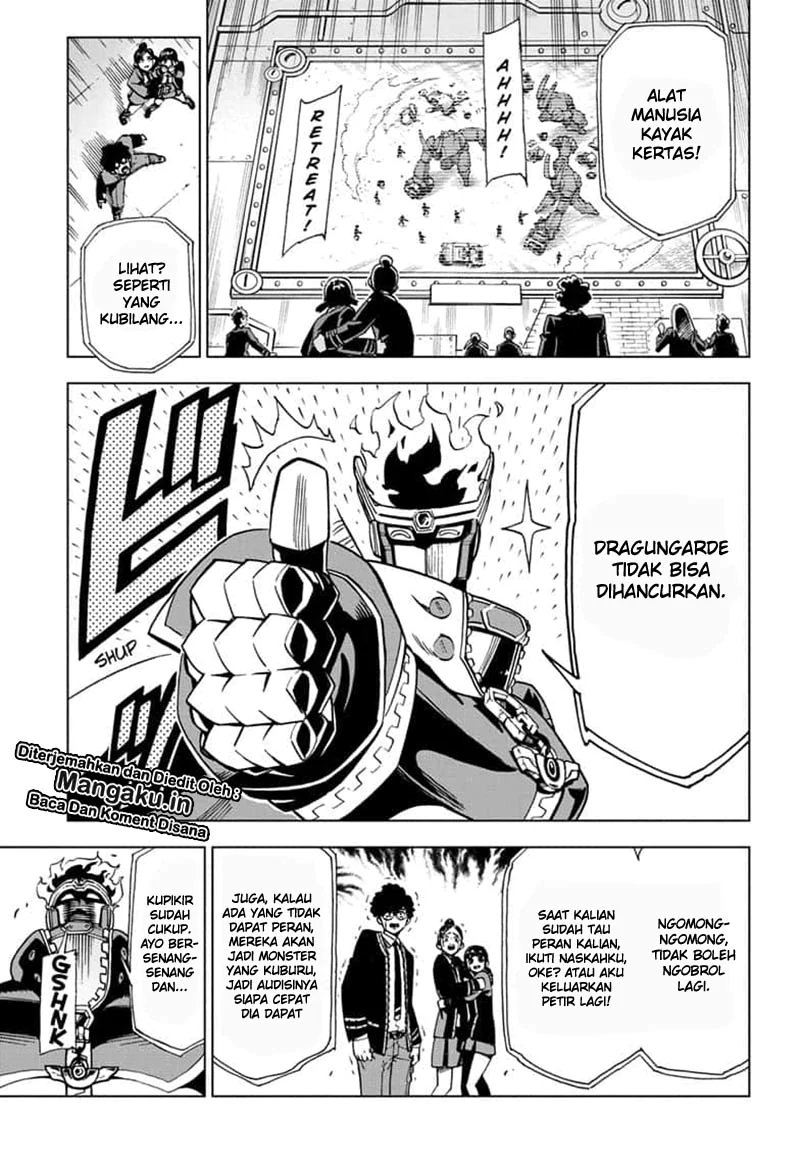 ALAT
MANUSIA
KAYAK
KERTAS!
AHHHH!
RETREAT!
LIHAT?
SEPERTI
YANG
KUBILANG...
DRAGUNGARDE
TIDAK BISA
DIHANCURKAN.
ビッ
SHUP
Diterjemahkan dan Diedit Oleh :
Mangaku.in
Baca Dan Koment Disana
NGOMONG-
NGOMONG,
TIDAK BOLEH
NGOBROL
LAGI.
SAAT KALIAN
SUDAH TAU
PERAN KALIAN,
IKUTI NASKAHKU,
OKE? ATAU AKU
KELUARKAN
PETIR LAGI!
JUGA, KALAU
ADA YANG TIDAK
DAPAT PERAN,
MEREKA AKAN
JADI MONSTER
YANG KUBURU,
JADI AUDISINYA
SIAPA CEPAT
DIA DAPAT
KUPIKIR
SUDAH
CUKUP.
AYO BER-
SENANG-
SENANG
DAN...
GSHNK